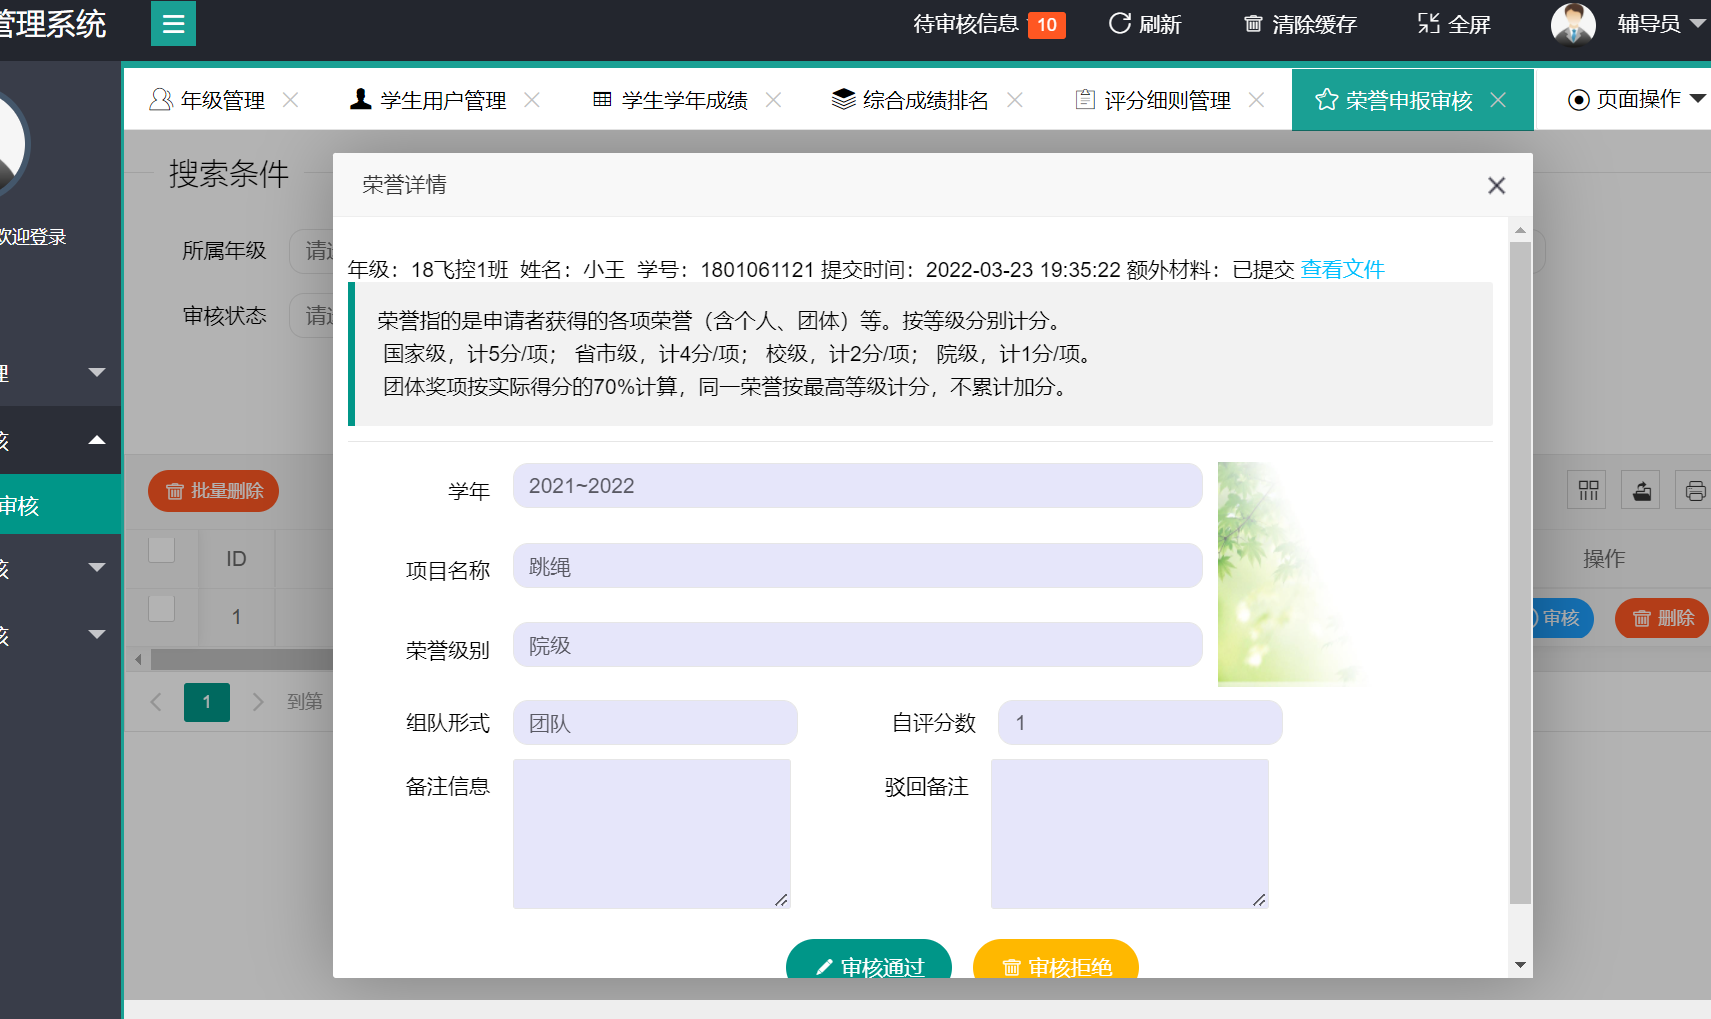 管理系统
待审核信息 10 刷新 清除缓存 全屏 辅导员
年级管理 学生用户管理 学生学年成绩 综合成绩排名 评分细则管理 荣誉申报审核 页面操作
搜索条件
荣誉详情
欢迎登录
所属年级
年级：18飞控1班 姓名：小王 学号：1801061121 提交时间：2022-03-23 19:35:22 额外材料：已提交 查看文件
审核状态
荣誉指的是申请者获得的各项荣誉（含个人、团体）等。按等级分别计分。
国家级，计5分/项； 省市级，计4分/项； 校级，计2分/项； 院级，计1分/项。
团体奖项按实际得分的70%计算，同一荣誉按最高等级计分，不累计加分。
理
核
批量删除
学年 2021~2022
审核
ID
项目名称 跳绳
操作
核
1
荣誉级别 院级
审核 删除
核
1 到第
组队形式 团队 自评分数 1
备注信息 驳回备注
审核通过 审核拒绝